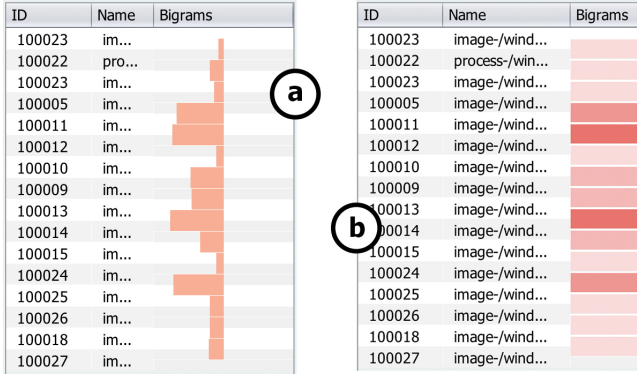 ID Name Bigrams
100023 im...
100022 pro...
100023 im...
100005 im...
100011 im...
100012 im...
100010 im...
100009 im...
100013 im...
100014 im...
100015 im...
100024 im...
100025 im...
100026 im...
100018 im...
100027 im...
a
ID Name Bigrams
100023 image-/wind...
100022 process-/win...
100023 image-/wind...
100005 image-/wind...
100011 image-/wind...
100012 image-/wind...
100010 image-/wind...
100009 image-/wind...
100013 image-/wind...
100014 image-/wind...
100015 image-/wind...
100024 image-/wind...
100025 image-/wind...
100026 image-/wind...
100018 image-/wind...
100027 image-/wind...
b